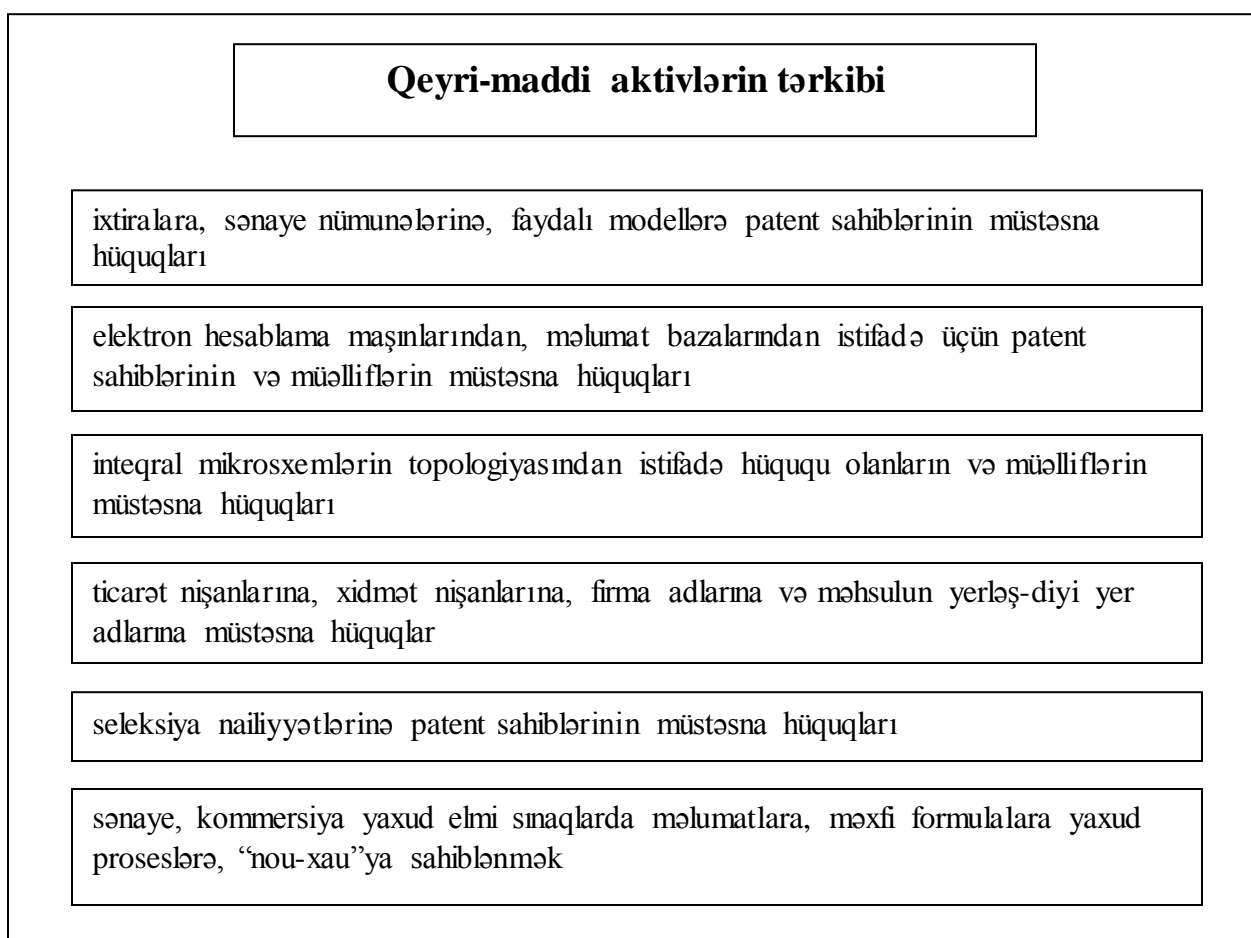 Qeyri-maddi aktivlərin tərkibi
ixtiralara, sənaye nümunələrinə, faydalı modellərə patent sahiblərinin müstəsna
hüquqları
elektron hesablama maşınlarından, məlumat bazalarından istifadə üçün patent
sahiblərinin və müəlliflərin müstəsna hüquqları
inteqral mikrosxemlərin topologiyasından istifadə hüququ olanların və müəlliflərin
müstəsna hüquqları
ticarət nişanlarına, xidmət nişanlarına, firma adlarına və məhsulun yerləş-diyi yer
adlarına müstəsna hüquqlar
seleksiya nailiyyətlərinə patent sahiblərinin müstəsna hüquqları
sənaye, kommersiya yaxud elmi sınaqlarda məlumatlara, məxfi formulalara yaxud
proseslərə, “nou-xau”ya sahiblənmək